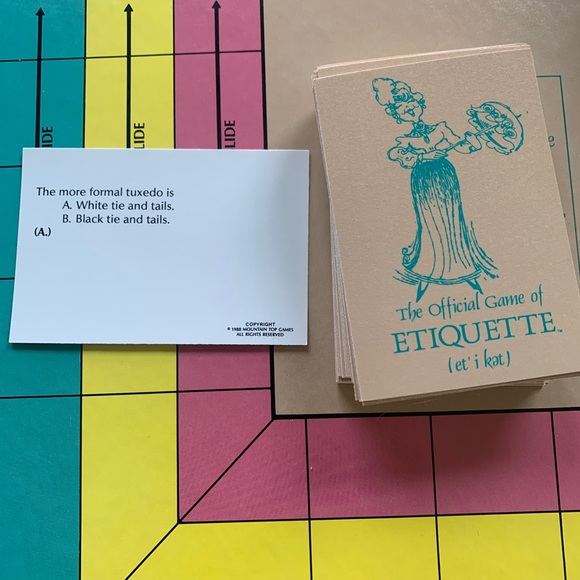 The more formal tuxedo is
A. White tie and tails.
B. Black tie and tails.
(A.)
COPYRIGHT
© 1988 MOUNTAIN TOP GAMES
ALL RIGHTS RESERVED
The Official Game of
ETIQUETTE™
(et' i kət)
LIDE
LIDE
LIDE
e